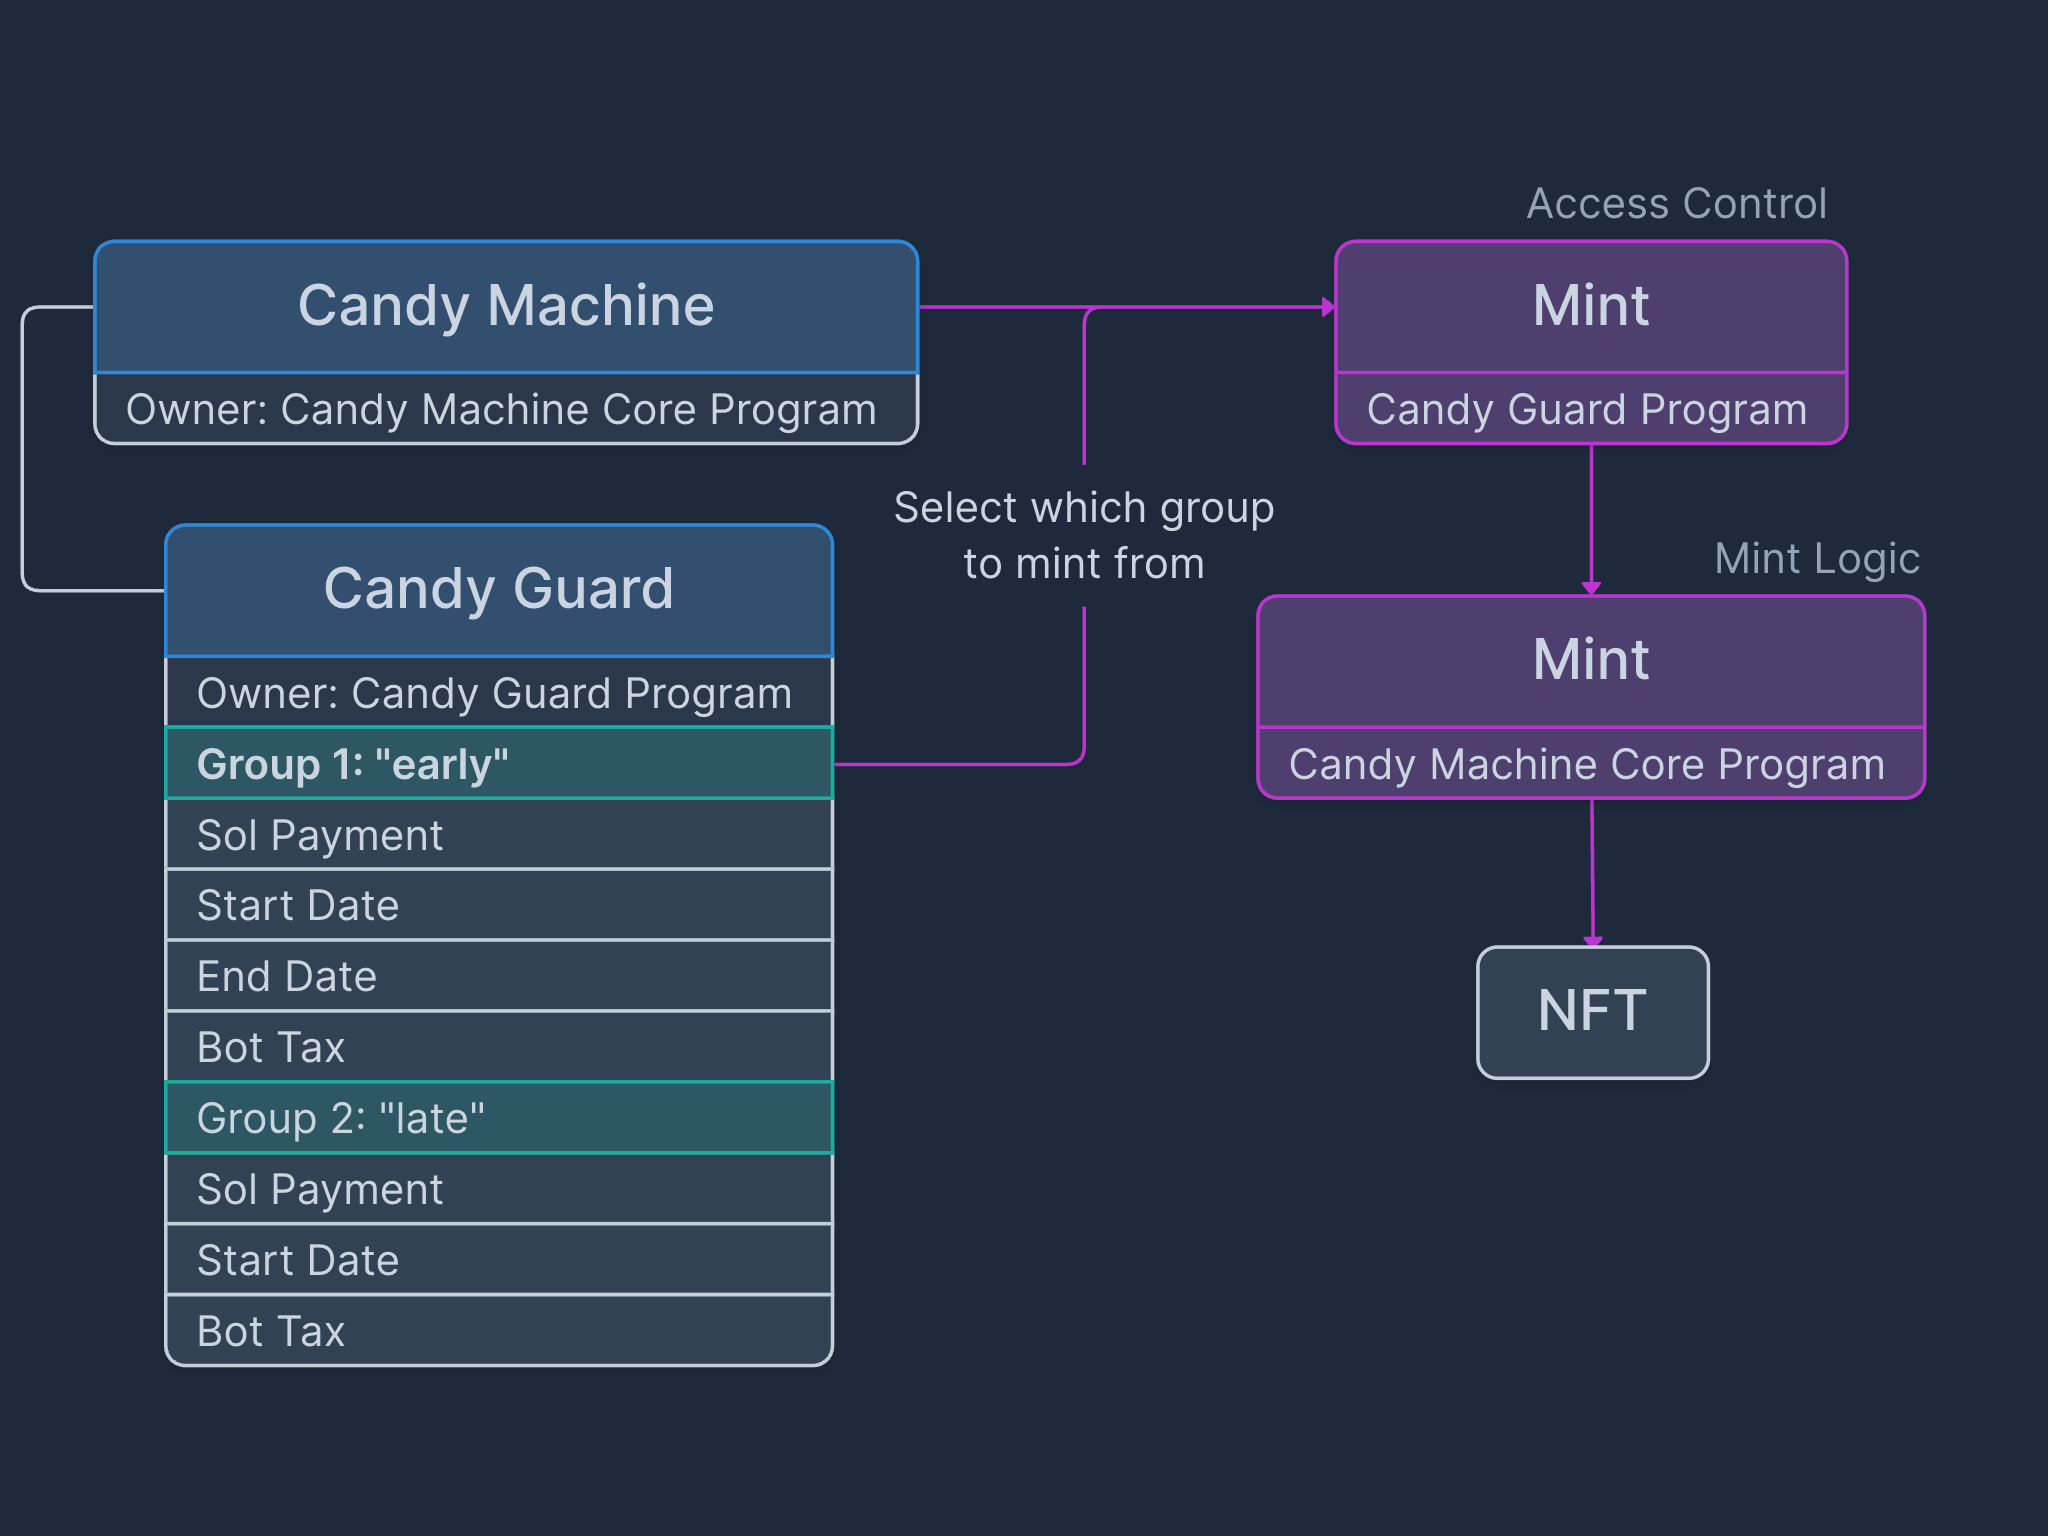 Candy Machine
Owner: Candy Machine Core Program
Candy Guard
Owner: Candy Guard Program
Group 1: "early"
Sol Payment
Start Date
End Date
Bot Tax
Group 2: "late"
Sol Payment
Start Date
Bot Tax
Select which group
to mint from
Access Control
Mint
Candy Guard Program
Mint Logic
Mint
Candy Machine Core Program
NFT